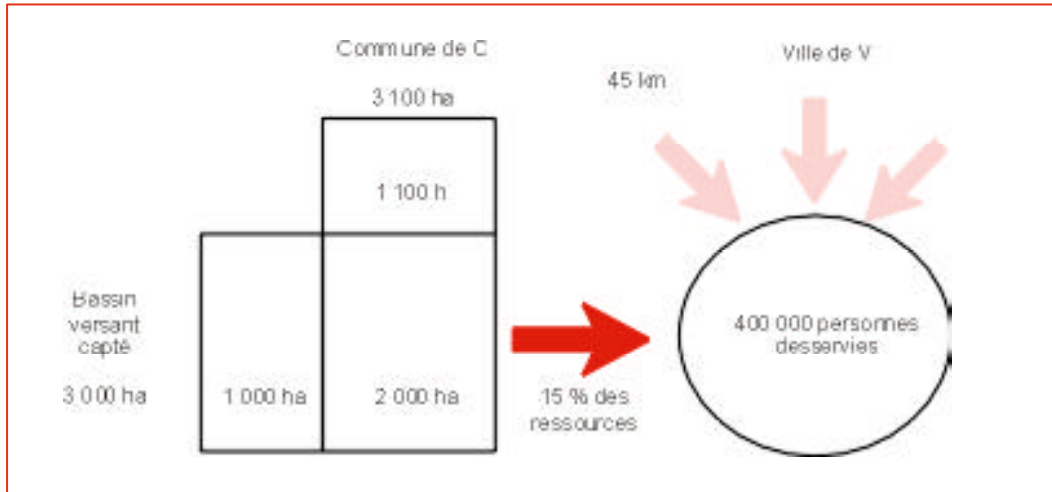 Commune de C
3 100 ha
45 km
Ville de V
1 100 h
Bassin
versant
capté
3 000 ha
1 000 ha
2 000 ha
15 % des
ressources
400 000 personnes
desservies